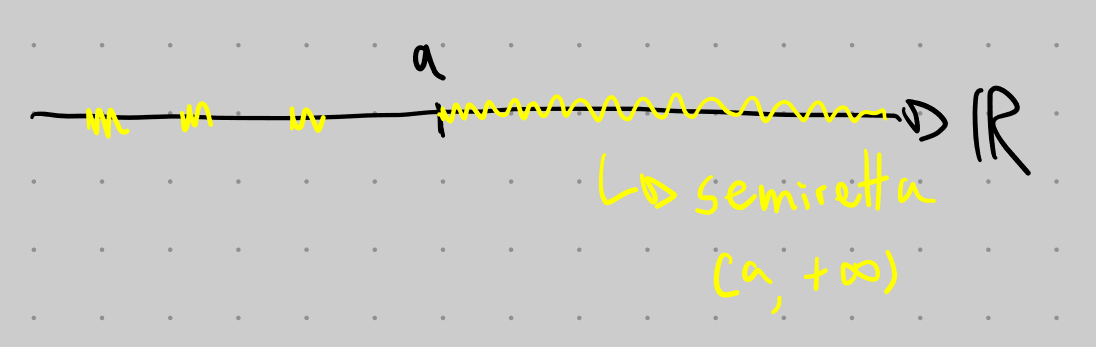 a
ℝ
semiretta
(a, +∞)